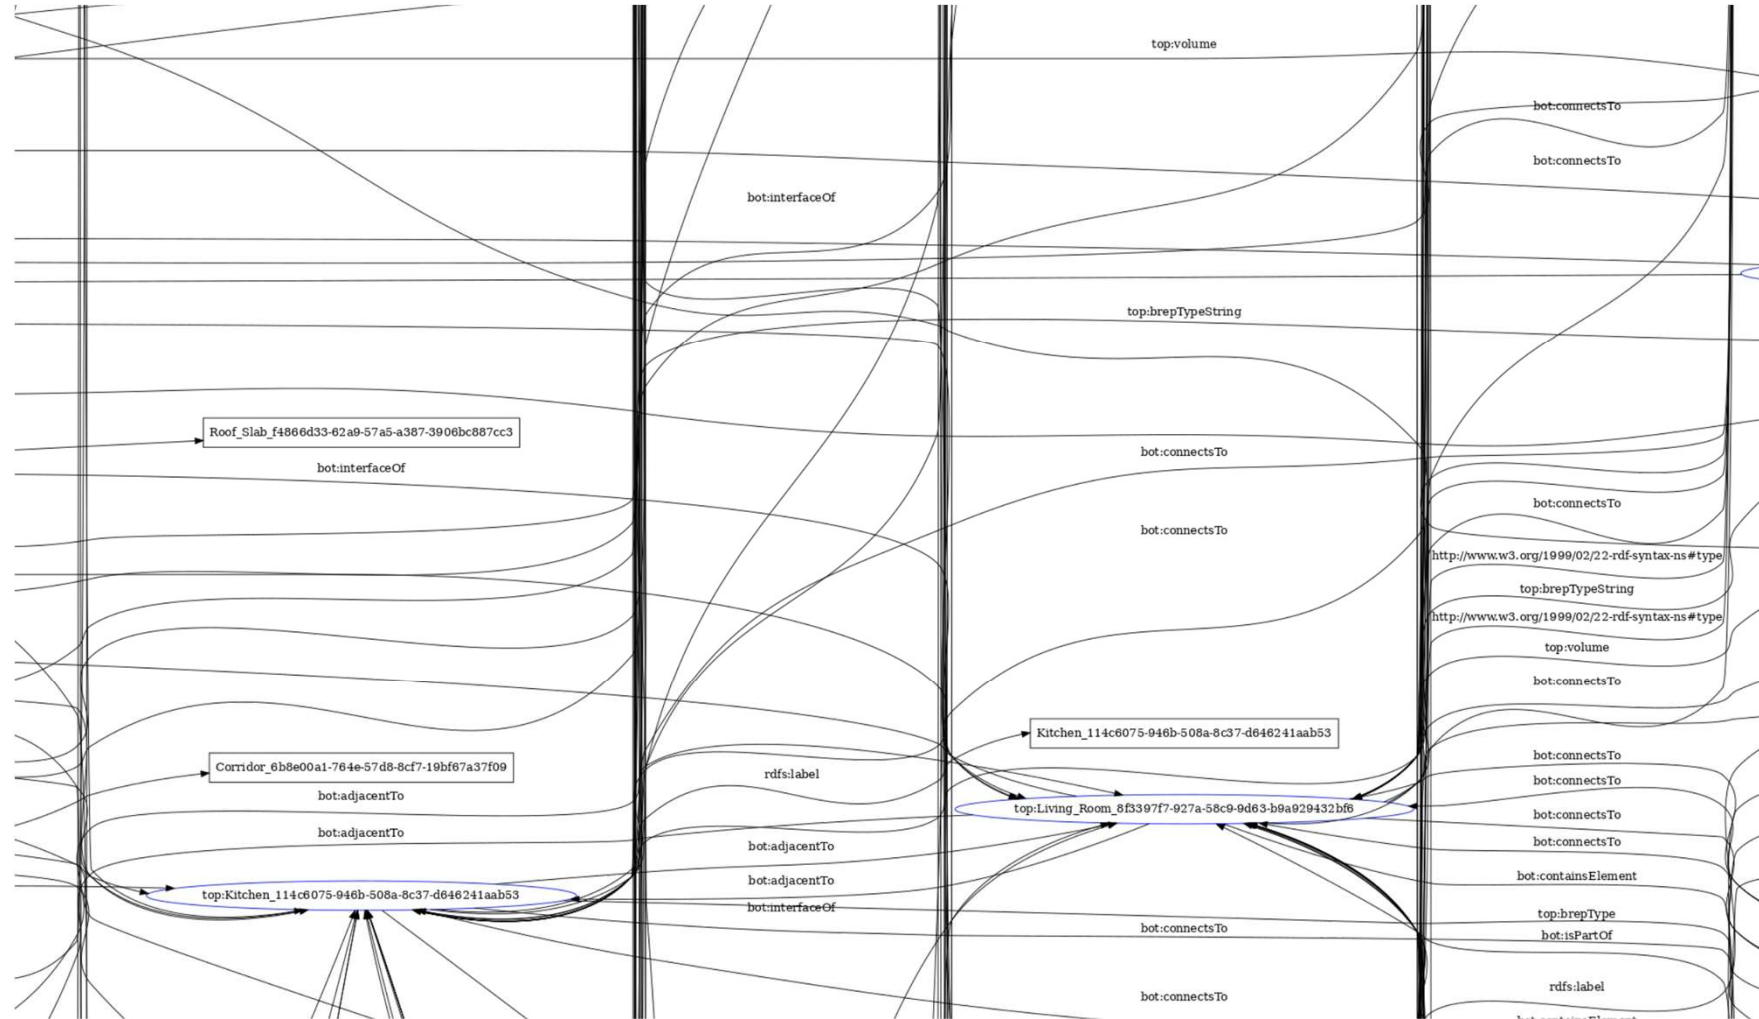 top:volume
bot:connectsTo
bot:connectsTo
bot:interfaceOf
top:brepTypeString
Roof_Slab_f4866d33-62a9-57a5-a387-3906bc887cc3
bot:connectsTo
bot:interfaceOf
bot:connectsTo
bot:connectsTo
http://www.w3.org/1999/02/22-rdf-syntax-ns#type
top:brepTypeString
http://www.w3.org/1999/02/22-rdf-syntax-ns#type
top:volume
bot:connectsTo
Kitchen_114c6075-946b-508a-8c37-d646241aab53
bot:connectsTo
Corridor_6b8e00a1-764e-57d8-8cf7-19bf67a37f09
rdfs:label
bot:connectsTo
bot:adjacentTo
top:Living_Room_8f3397f7-927a-58c9-9d63-b9a929432bf6
bot:connectsTo
bot:adjacentTo
bot:connectsTo
bot:adjacentTo
bot:containsElement
bot:adjacentTo
top:Kitchen_114c6075-946b-508a-8c37-d646241aab53
bot:interfaceOf
top:brepType
bot:connectsTo
bot:isPartOf
rdfs:label
bot:connectsTo